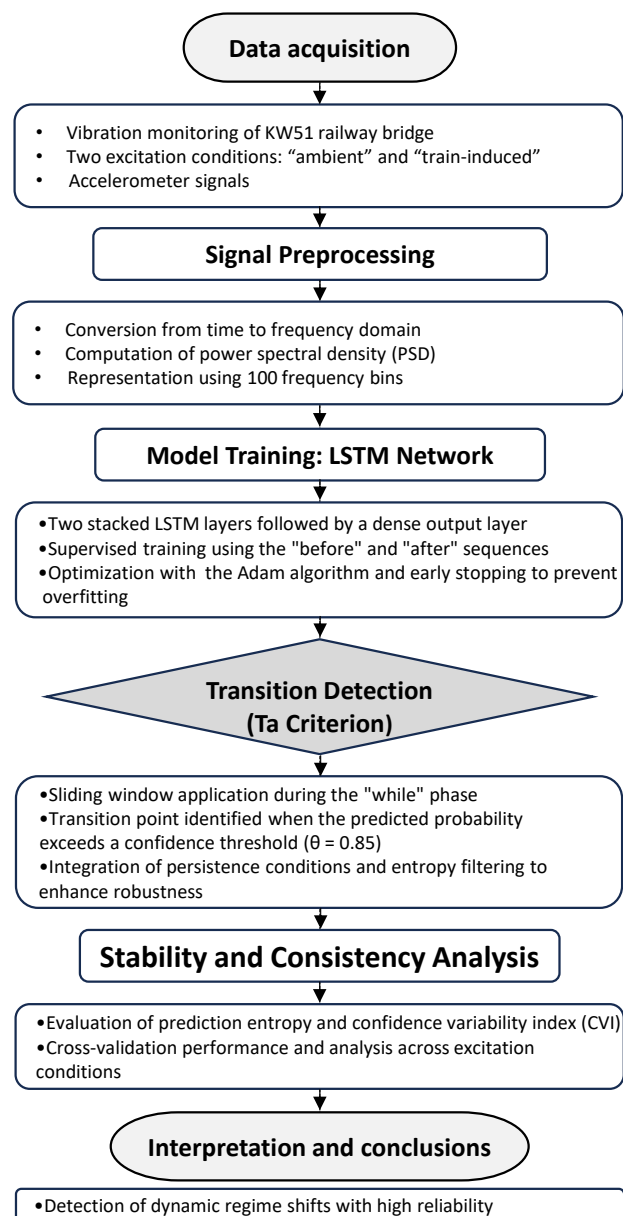 Data acquisition
• Vibration monitoring of KW51 railway bridge
• Two excitation conditions: “ambient” and “train-induced”
• Accelerometer signals
Signal Preprocessing
• Conversion from time to frequency domain
• Computation of power spectral density (PSD)
• Representation using 100 frequency bins
Model Training: LSTM Network
•Two stacked LSTM layers followed by a dense output layer
•Supervised training using the "before" and "after" sequences
•Optimization with the Adam algorithm and early stopping to prevent
overfitting
Transition Detection
(Ta Criterion)
•Sliding window application during the "while" phase
•Transition point identified when the predicted probability
exceeds a confidence threshold (θ = 0.85)
•Integration of persistence conditions and entropy filtering to
enhance robustness
Stability and Consistency Analysis
•Evaluation of prediction entropy and confidence variability index (CVI)
•Cross-validation performance and analysis across excitation
conditions
Interpretation and conclusions
•Detection of dynamic regime shifts with high reliability